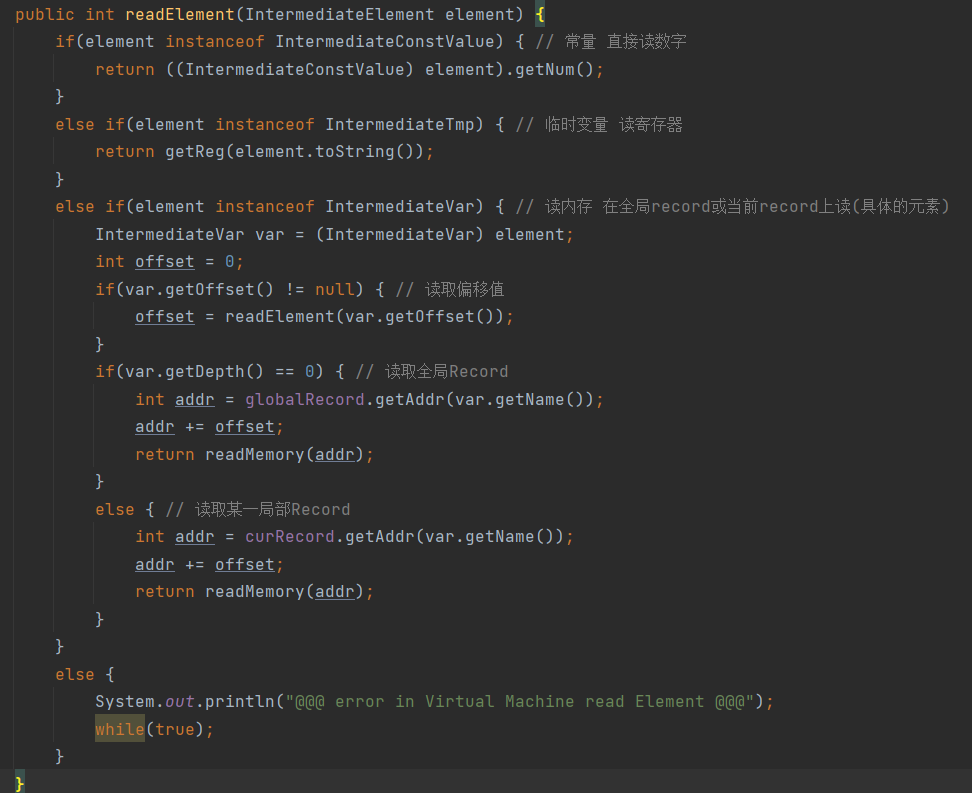 public int readElement(IntermediateElement element) {
    if(element instanceof IntermediateConstValue) { // 常量 直接读数字
        return ((IntermediateConstValue) element).getNum();
    }
    else if(element instanceof IntermediateTmp) { // 临时变量 读寄存器
        return getReg(element.toString());
    }
    else if(element instanceof IntermediateVar) { // 读内存 在全局record或当前record上读(具体的元素)
        IntermediateVar var = (IntermediateVar) element;
        int offset = 0;
        if(var.getOffset() != null) { // 读取偏移值
            offset = readElement(var.getOffset());
        }
        if(var.getDepth() == 0) { // 读取全局Record
            int addr = globalRecord.getAddr(var.getName());
            addr += offset;
            return readMemory(addr);
        }
        else { // 读取某一局部Record
            int addr = curRecord.getAddr(var.getName());
            addr += offset;
            return readMemory(addr);
        }
    }
    else {
        System.out.println("@@@ error in Virtual Machine read Element @@@");
        while(true);
    }
}